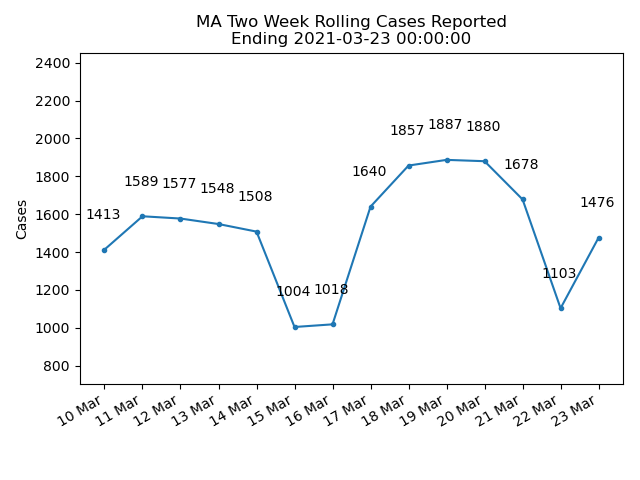 MA Two Week Rolling Cases Reported
Ending 2021-03-23 00:00:00
Cases
2400
2200
2000
1800
1600
1400
1200
1000
800
1413
1589
1577
1548
1508
1004
1018
1640
1857
1887
1880
1678
1103
1476
10 Mar
11 Mar
12 Mar
13 Mar
14 Mar
15 Mar
16 Mar
17 Mar
18 Mar
19 Mar
20 Mar
21 Mar
22 Mar
23 Mar